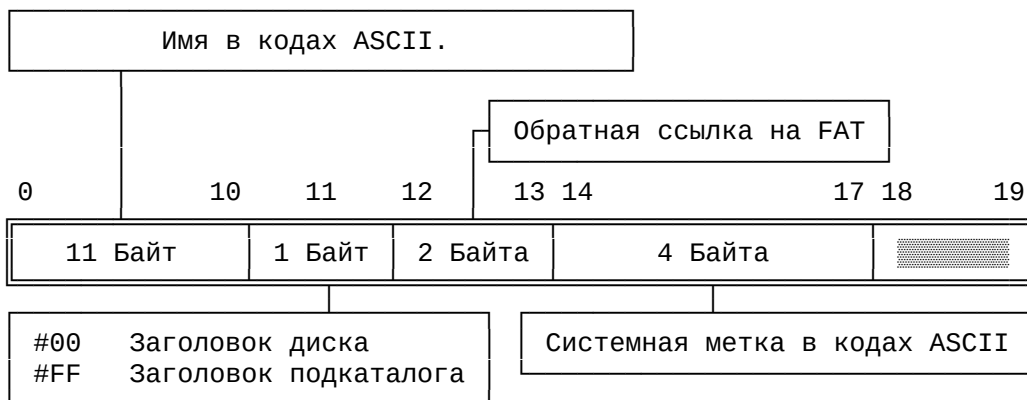 Имя в кодах ASCII.
Обратная ссылка на FAT
0 10 11 12 13 14 17 18 19
11 Байт 1 Байт 2 Байта 4 Байта
#00 Заголовок диска
#FF Заголовок подкаталога
Системная метка в кодах ASCII